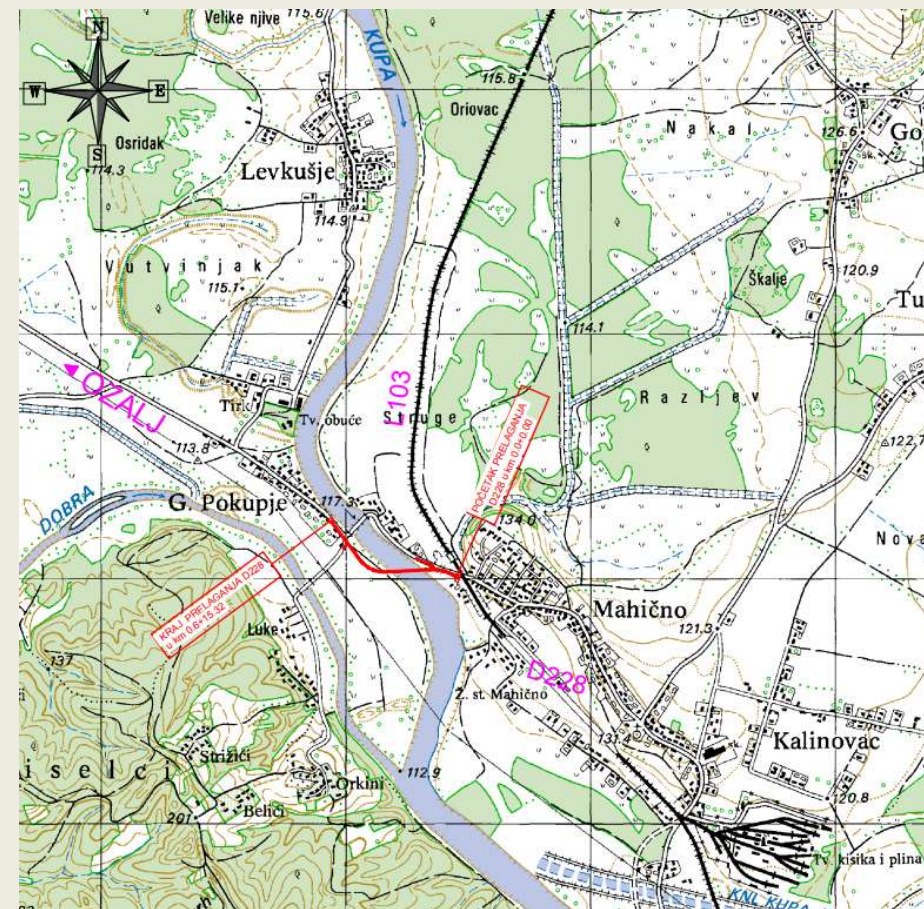 Velike njive
115.6
N
W
E
S
KUPA
115.8
Oriovac
Nakal
126.6
Go
šk.
Osridak
114.3
Levkušje
114.9
Vutvinjak
115.1
Škalje
120.9
Tu
114.1
OZALJ
L103
Razljev
Tirk
Tv. obuće
Struge
POČETAK PRELAGANJA
D228 u km 0.0+0.00
122.
113.8
DOBRA
G. Pokupje
117.3
134.0
Nova
KRAJ PRELAGANJA D228
u km 0.6+15.32
Mahično
Luke
121.3
137
D228
Ž. st. Mahično
Kalinovac
Strižići
iselci
Orkini
112.9
Belići
201
120.8
Tv. kisika i plina
KNL KUPA